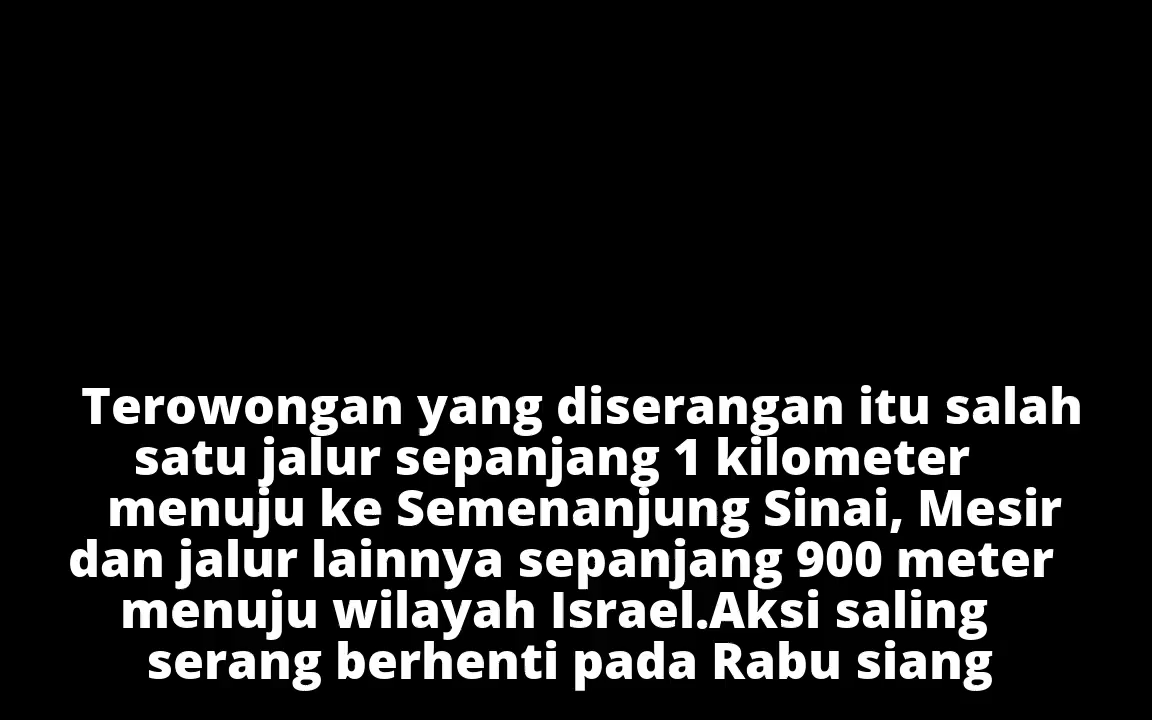 Terowongan yang diserangan itu salah
satu jalur sepanjang 1 kilometer
menuju ke Semenanjung Sinai, Mesir
dan jalur lainnya sepanjang 900 meter
menuju wilayah Israel.Aksi saling
serang berhenti pada Rabu siang